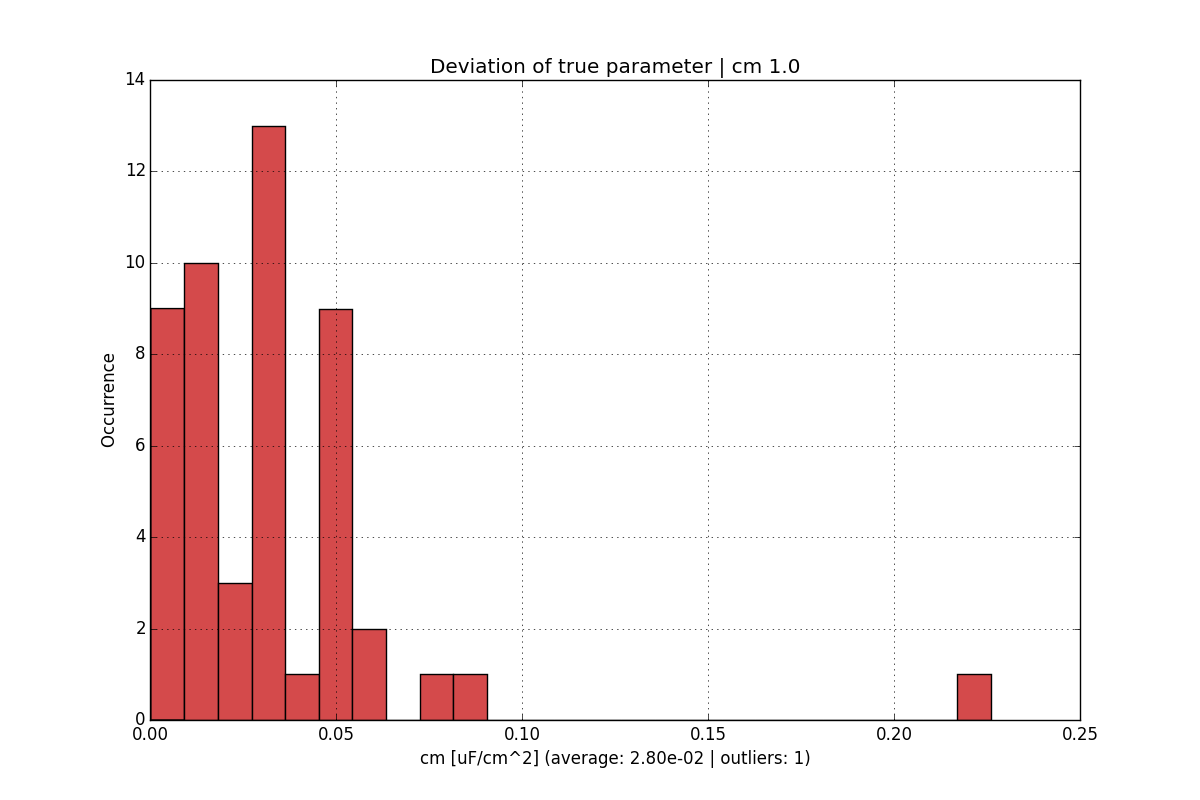 Deviation of true parameter | cm 1.0
14
12
10
8
6
4
2
0
Occurrence
0.00 0.05 0.10 0.15 0.20 0.25
cm [uF/cm^2] (average: 2.80e-02 | outliers: 1)